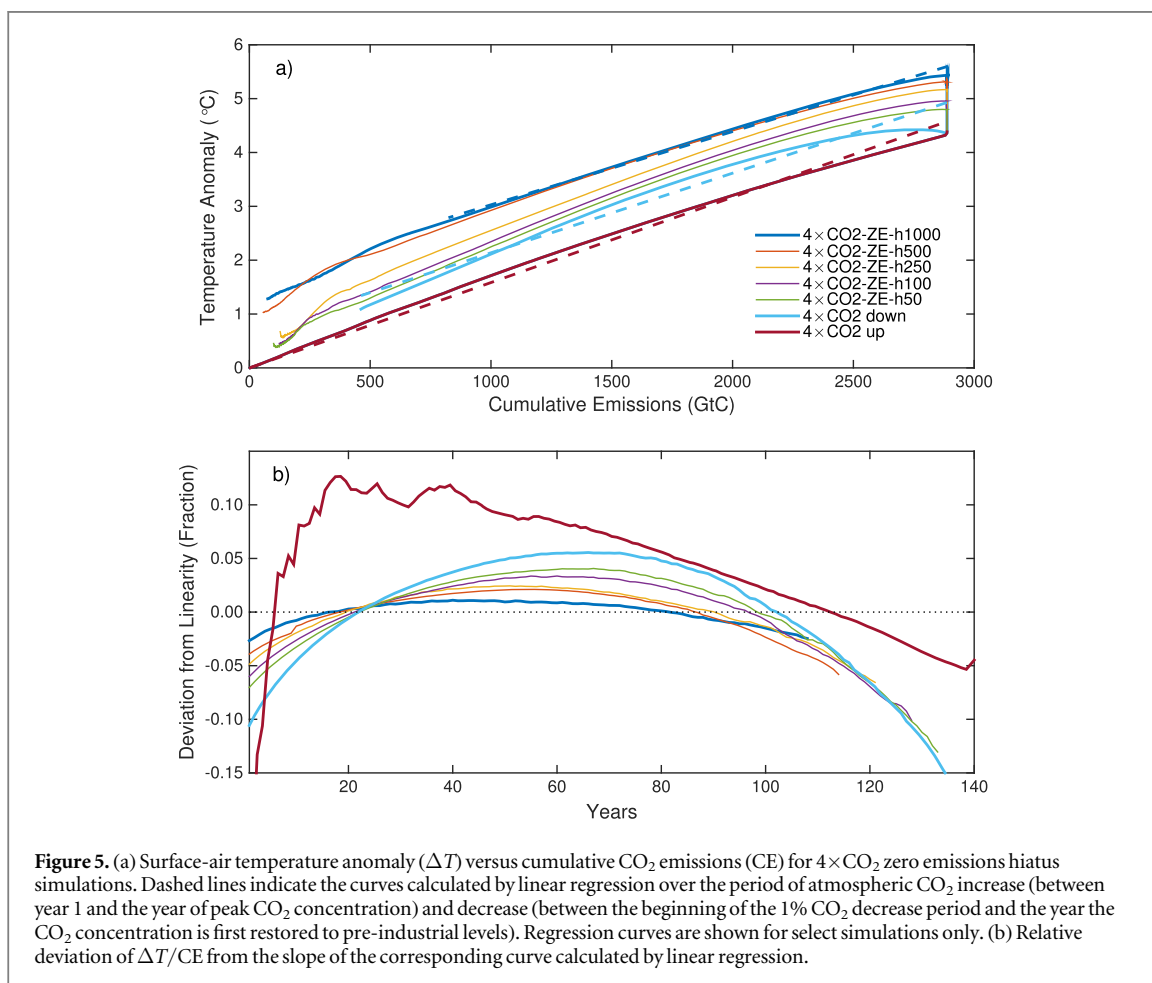 a)
6
5
4
3
2
1
0
Temperature Anomaly (°C)
4×CO2-ZE-h1000
4×CO2-ZE-h500
4×CO2-ZE-h250
4×CO2-ZE-h100
4×CO2-ZE-h50
4×CO2 down
4×CO2 up
0 500 1000 1500 2000 2500 3000
Cumulative Emissions (GtC)
b)
0.10
0.05
0.00
-0.05
-0.10
-0.15
Deviation from Linearity (Fraction)
20 40 60 80 100 120 140
Years
Figure 5. (a) Surface-air temperature anomaly (ΔT) versus cumulative CO₂ emissions (CE) for 4×CO₂ zero emissions hiatus
simulations. Dashed lines indicate the curves calculated by linear regression over the period of atmospheric CO₂ increase (between
year 1 and the year of peak CO₂ concentration) and decrease (between the beginning of the 1% CO₂ decrease period and the year the
CO₂ concentration is first restored to pre-industrial levels). Regression curves are shown for select simulations only. (b) Relative
deviation of ΔT/CE from the slope of the corresponding curve calculated by linear regression.